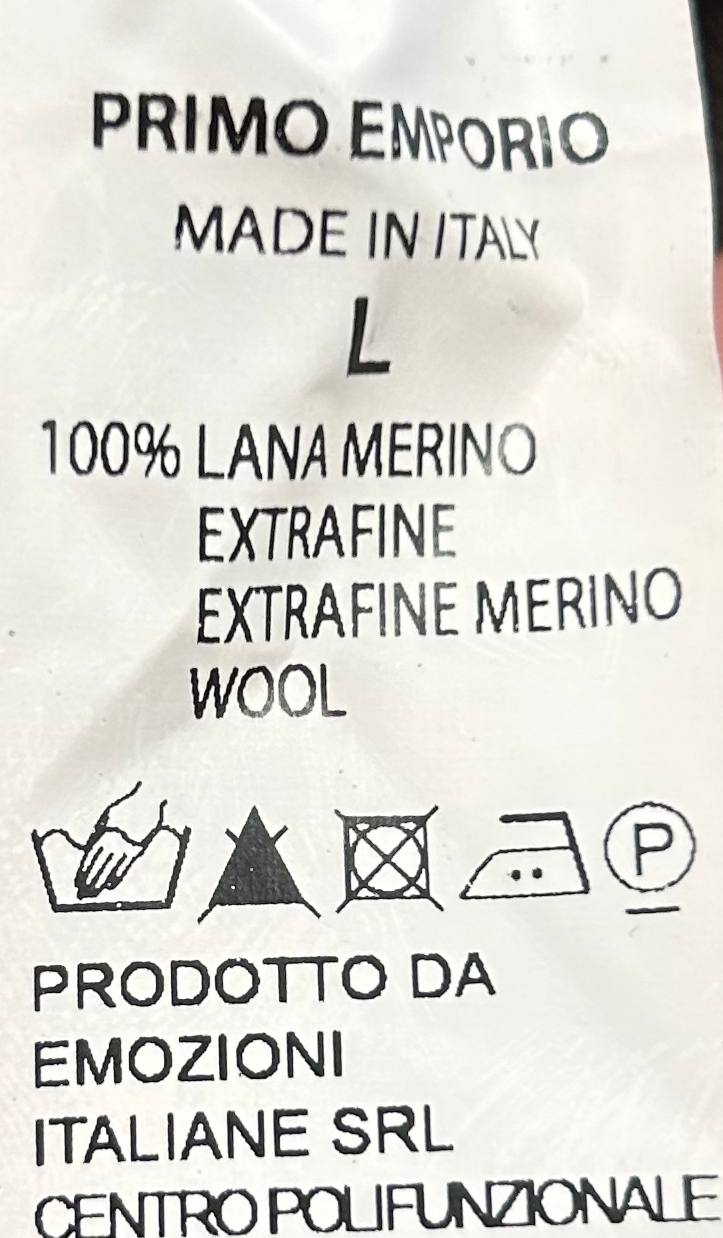 PRIMO EMPORIO
MADE IN ITALY
L
100% LANA MERINO
EXTRAFINE
EXTRAFINE MERINO
WOOL
P
PRODOTTO DA
EMOZIONI
ITALIANE SRL
CENTRO POLIFUNZIONALE